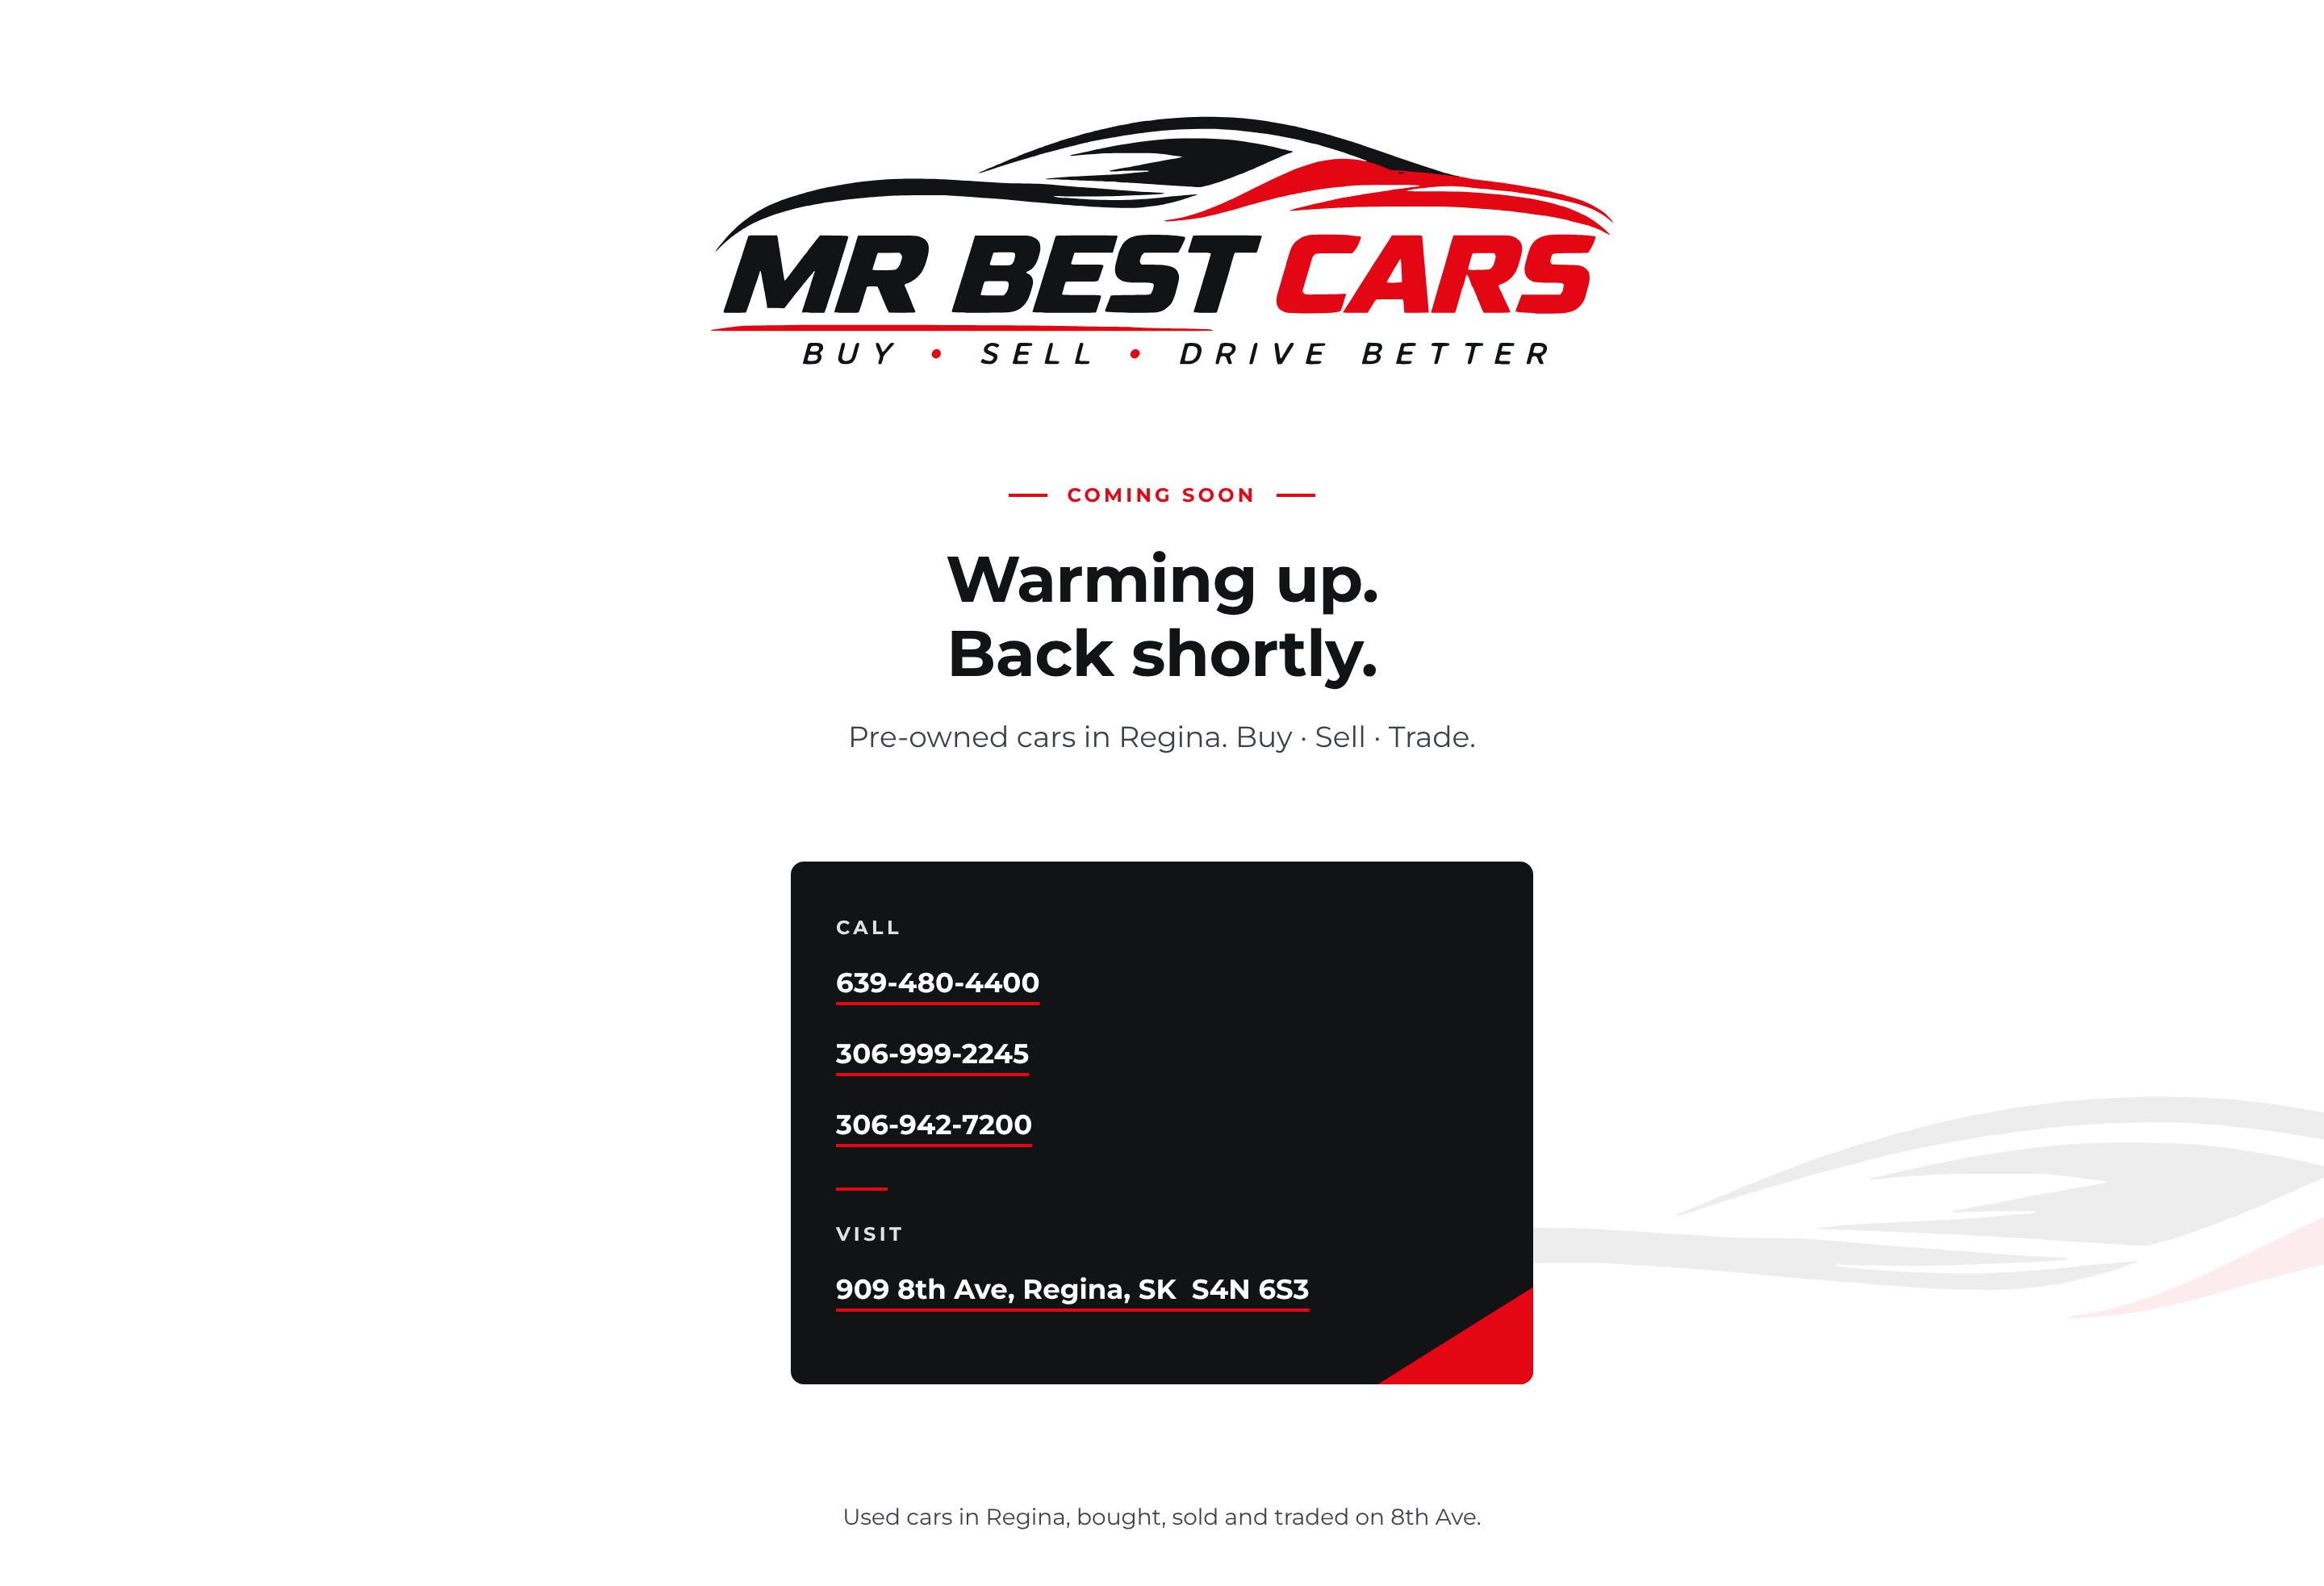 MR BEST CARS
BUY • SELL • DRIVE BETTER
COMING SOON
Warming up.
Back shortly.
Pre-owned cars in Regina. Buy · Sell · Trade.
CALL
639-480-4400
306-999-2245
306-942-7200
VISIT
909 8th Ave, Regina, SK  S4N 6S3
Used cars in Regina, bought, sold and traded on 8th Ave.